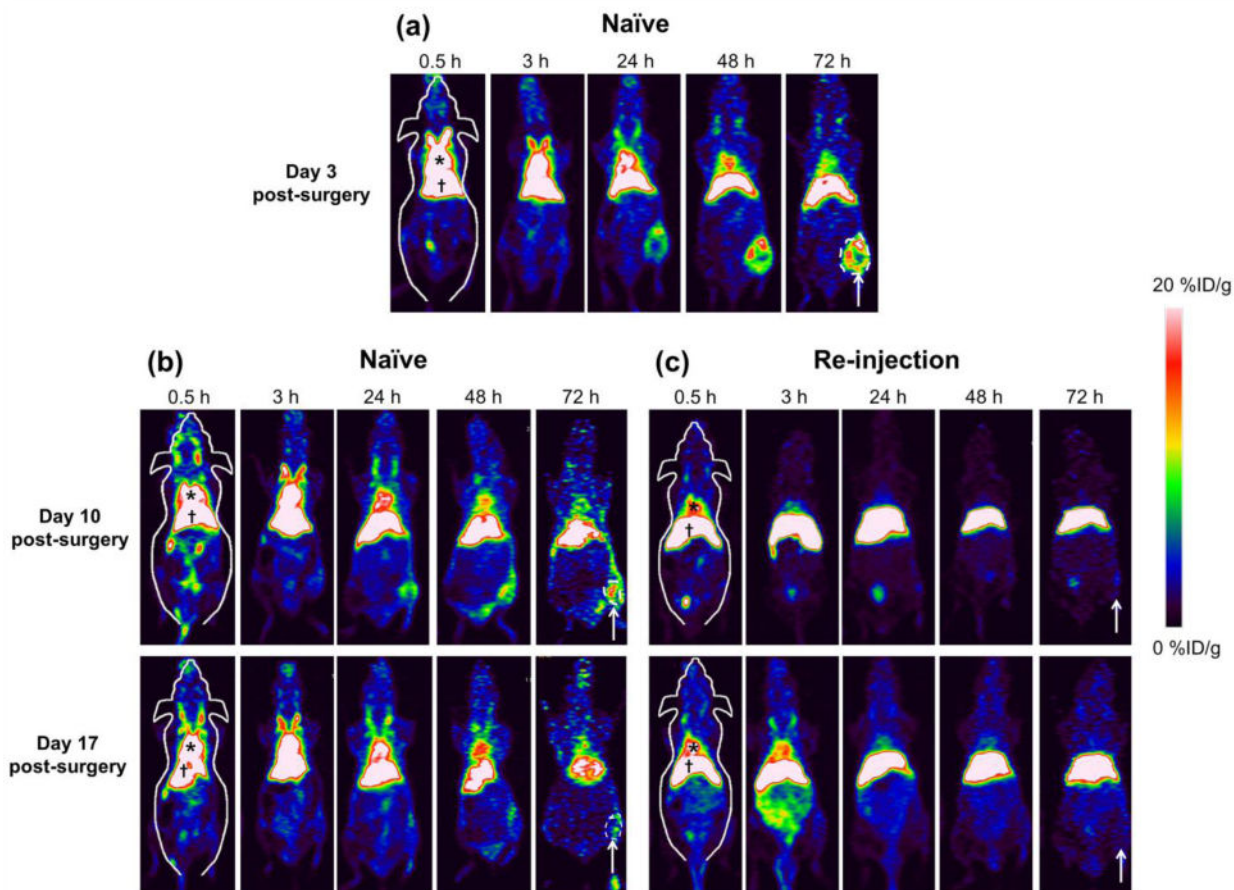 (a) Naïve
0.5 h 3 h 24 h 48 h 72 h
Day 3
post-surgery
* †
20 %ID/g
0 %ID/g
(b) Naïve
0.5 h 3 h 24 h 48 h 72 h
(c) Re-injection
0.5 h 3 h 24 h 48 h 72 h
Day 10
post-surgery
* †
* †
Day 17
post-surgery
* †
* †